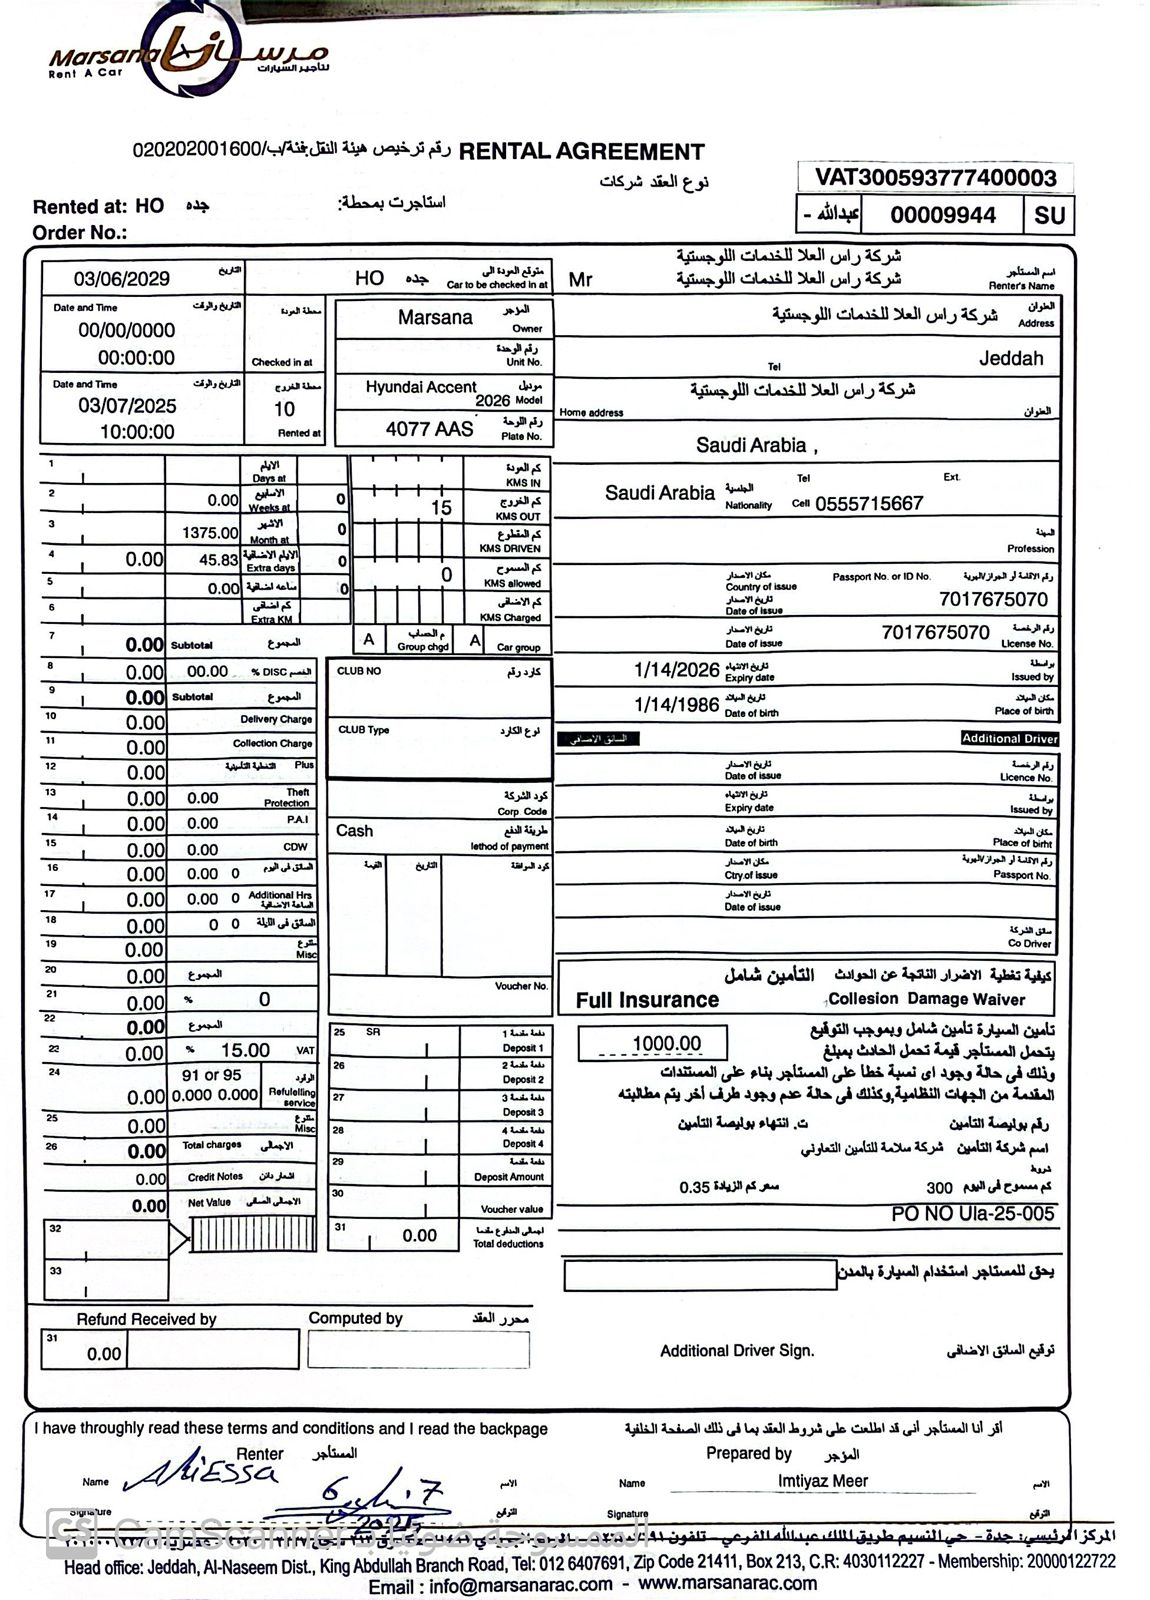 Marsana مرسانا
Rent A Car لتأجير السيارات
020202001600/رقم ترخيص هيئة النقل:فئة/ب RENTAL AGREEMENT
نوع العقد شركات
VAT300593777400003
Rented at: HO جده استاجرت بمحطة:
عبدالله - 00009944 SU
Order No.:
03/06/2029 التاريخ
HO جده متوقع العودة الى
Car to be checked in at
Mr شركة راس العلا للخدمات اللوجستية
شركة راس العلا للخدمات اللوجستية
اسم المستأجر
Renter's Name
Date and Time التاريخ والوقت محطة العودة
00/00/0000
00:00:00 Checked in at
Marsana المؤجر
Owner
رقم الوحدة
Unit No.
شركة راس العلا للخدمات اللوجستية العنوان
Address
Jeddah
Tel
Date and Time التاريخ والوقت محطة الخروج
03/07/2025 10
10:00:00 Rented at
Hyundai Accent موديل
2026 Model
4077 AAS رقم اللوحة
Plate No.
شركة راس العلا للخدمات اللوجستية
Home address العنوان
Saudi Arabia ,
Tel Ext.
Saudi Arabia الجنسية
Nationality Cell 0555715667
المهنة
Profession
مكان الاصدار Passport No. or ID No. رقم الاقامة أو الجواز/الهوية
Country of issue
تاريخ الاصدار 7017675070
Date of issue
تاريخ الاصدار 7017675070 رقم الرخصة
Date of issue License No.
1/14/2026 تاريخ الانتهاء بواسطة
Expiry date Issued by
1/14/1986 تاريخ الميلاد مكان الميلاد
Date of birth Place of birth
1 الايام
Days at
2 0.00 الاسابيع 0
Weeks at
3 1375.00 الاشهر 0
Month at
4 0.00 45.83 الايام الاضافية 0
Extra days
5 0.00 ساعه اضافية 0
6 كم اضافى
Extra KM
7 0.00 Subtotal المجموع
8 0.00 00.00 % DISC الخصم
9 0.00 Subtotal المجموع
10 0.00 Delivery Charge
11 0.00 Collection Charge
12 0.00 التغطية التأمينية Plus
13 0.00 0.00 Theft
Protection
14 0.00 0.00 P.A.I
15 0.00 0.00 CDW
16 0.00 0.00 0 السائق فى اليوم
17 0.00 0.00 0 Additional Hrs
الساعة الاضافية
18 0.00 0 0 السائق فى الليلة
19 0.00 متنوع
Misc
20 0.00 المجموع
21 0.00 % 0
22 0.00 المجموع
23 0.00 % 15.00 VAT
24 91 or 95 الوقود
0.00 0.000 0.000 Refulelling
service
25 0.00 متنوع
Misc
26 0.00 Total charges الاجمالى
0.00 Credit Notes اشعار دائن
0.00 Net Value الاجمالى الصافى
32
33
كم العودة
KMS IN
15 كم الخروج
KMS OUT
كم المقطوع
KMS DRIVEN
0 كم المسموح
KMS allowed
كم الاضافى
KMS Charged
A م الحساب A
Group chgd Car group
CLUB NO كارد رقم
CLUB Type نوع الكارد
كود الشركة
Corp Code
Cash طريقة الدفع
lethod of payment
القيمة التاريخ كود الموافقة
Voucher No.
25 SR دفعة مقدمة 1
Deposit 1
26 دفعة مقدمة 2
Deposit 2
27 دفعة مقدمة 3
Deposit 3
28 دفعة مقدمة 4
Deposit 4
29 دفعة مقدمة
Deposit Amount
30
Voucher value
31 0.00 اجمالى المدفوع مقدما
Total deductions
السائق الاضافي Additional Driver
تاريخ الاصدار رقم الرخصة
Date of issue Licence No.
تاريخ الانتهاء بواسطة
Expiry date Issued by
تاريخ الميلاد مكان الميلاد
Date of birth Place of birht
مكان الاصدار رقم الاقامة أو الجواز/الهوية
Ctry.of issue Passport No.
تاريخ الاصدار
Date of issue
سائق الشركة
Co Driver
التأمين شامل كيفية تغطية الاضرار الناتجة عن الحوادث
Full Insurance Collesion Damage Waiver
1000.00
تأمين السيارة تأمين شامل وبموجب التوقيع
يتحمل المستأجر قيمة تحمل الحادث بمبلغ
وذلك فى حالة وجود اى نسبة خطأ على المستأجر بناء على المستندات
المقدمة من الجهات النظامية,وكذلك فى حالة عدم وجود طرف أخر يتم مطالبته
رقم بوليصة التأمين ت. انتهاء بوليصة التأمين
اسم شركة التأمين شركة سلامة للتأمين التعاوني
شروط
كم مسموح فى اليوم 300 سعر كم الزيادة 0.35
PO NO Ula-25-005
يحق للمستاجر استخدام السيارة بالمدن
Refund Received by Computed by محرر العقد
31 0.00
Additional Driver Sign. توقيع السائق الاضافى
I have throughly read these terms and conditions and I read the backpage
أقر أنا المستأجر أنى قد اطلعت على شروط العقد بما فى ذلك الصفحة الخلفية
Renter المستأجر Prepared by المؤجر
Name Ali ESSA الاسم Name Imtiyaz Meer الاسم
Signature 2025 التوقيع Signature التوقيع
CS الممسوحة ضوئيا بـ CamScanner
Head office: Jeddah, Al-Naseem Dist., King Abdullah Branch Road, Tel: 012 6407691, Zip Code 21411, Box 213, C.R: 4030112227 - Membership: 20000122722
Email : info@marsanarac.com - www.marsanarac.com